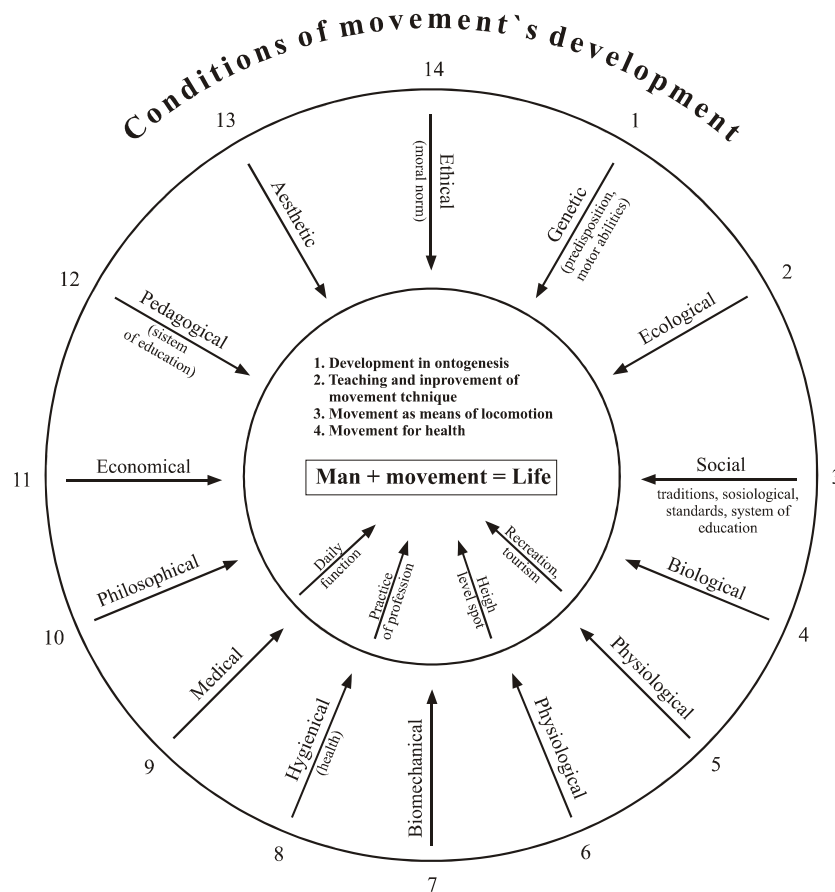 Conditions of movement`s development
14
Ethical
(moral norm)
1
Genetic
(predisposition,
motor abilities)
2
Ecological
3
Social
traditions, sosiological,
standards, system of
education
4
Biological
5
Physiological
6
Physiological
7
Biomechanical
8
Hygienical
(health)
9
Medical
10
Philosophical
11
Economical
12
Pedagogical
(sistem
of education)
13
Aesthetic
1. Development in ontogenesis
2. Teaching and inprovement of
movement tchnique
3. Movement as means of locomotion
4. Movement for health
Man + movement = Life
Daily
function
Practice
of profession
Heigh
level spot
Recreation,
tourism